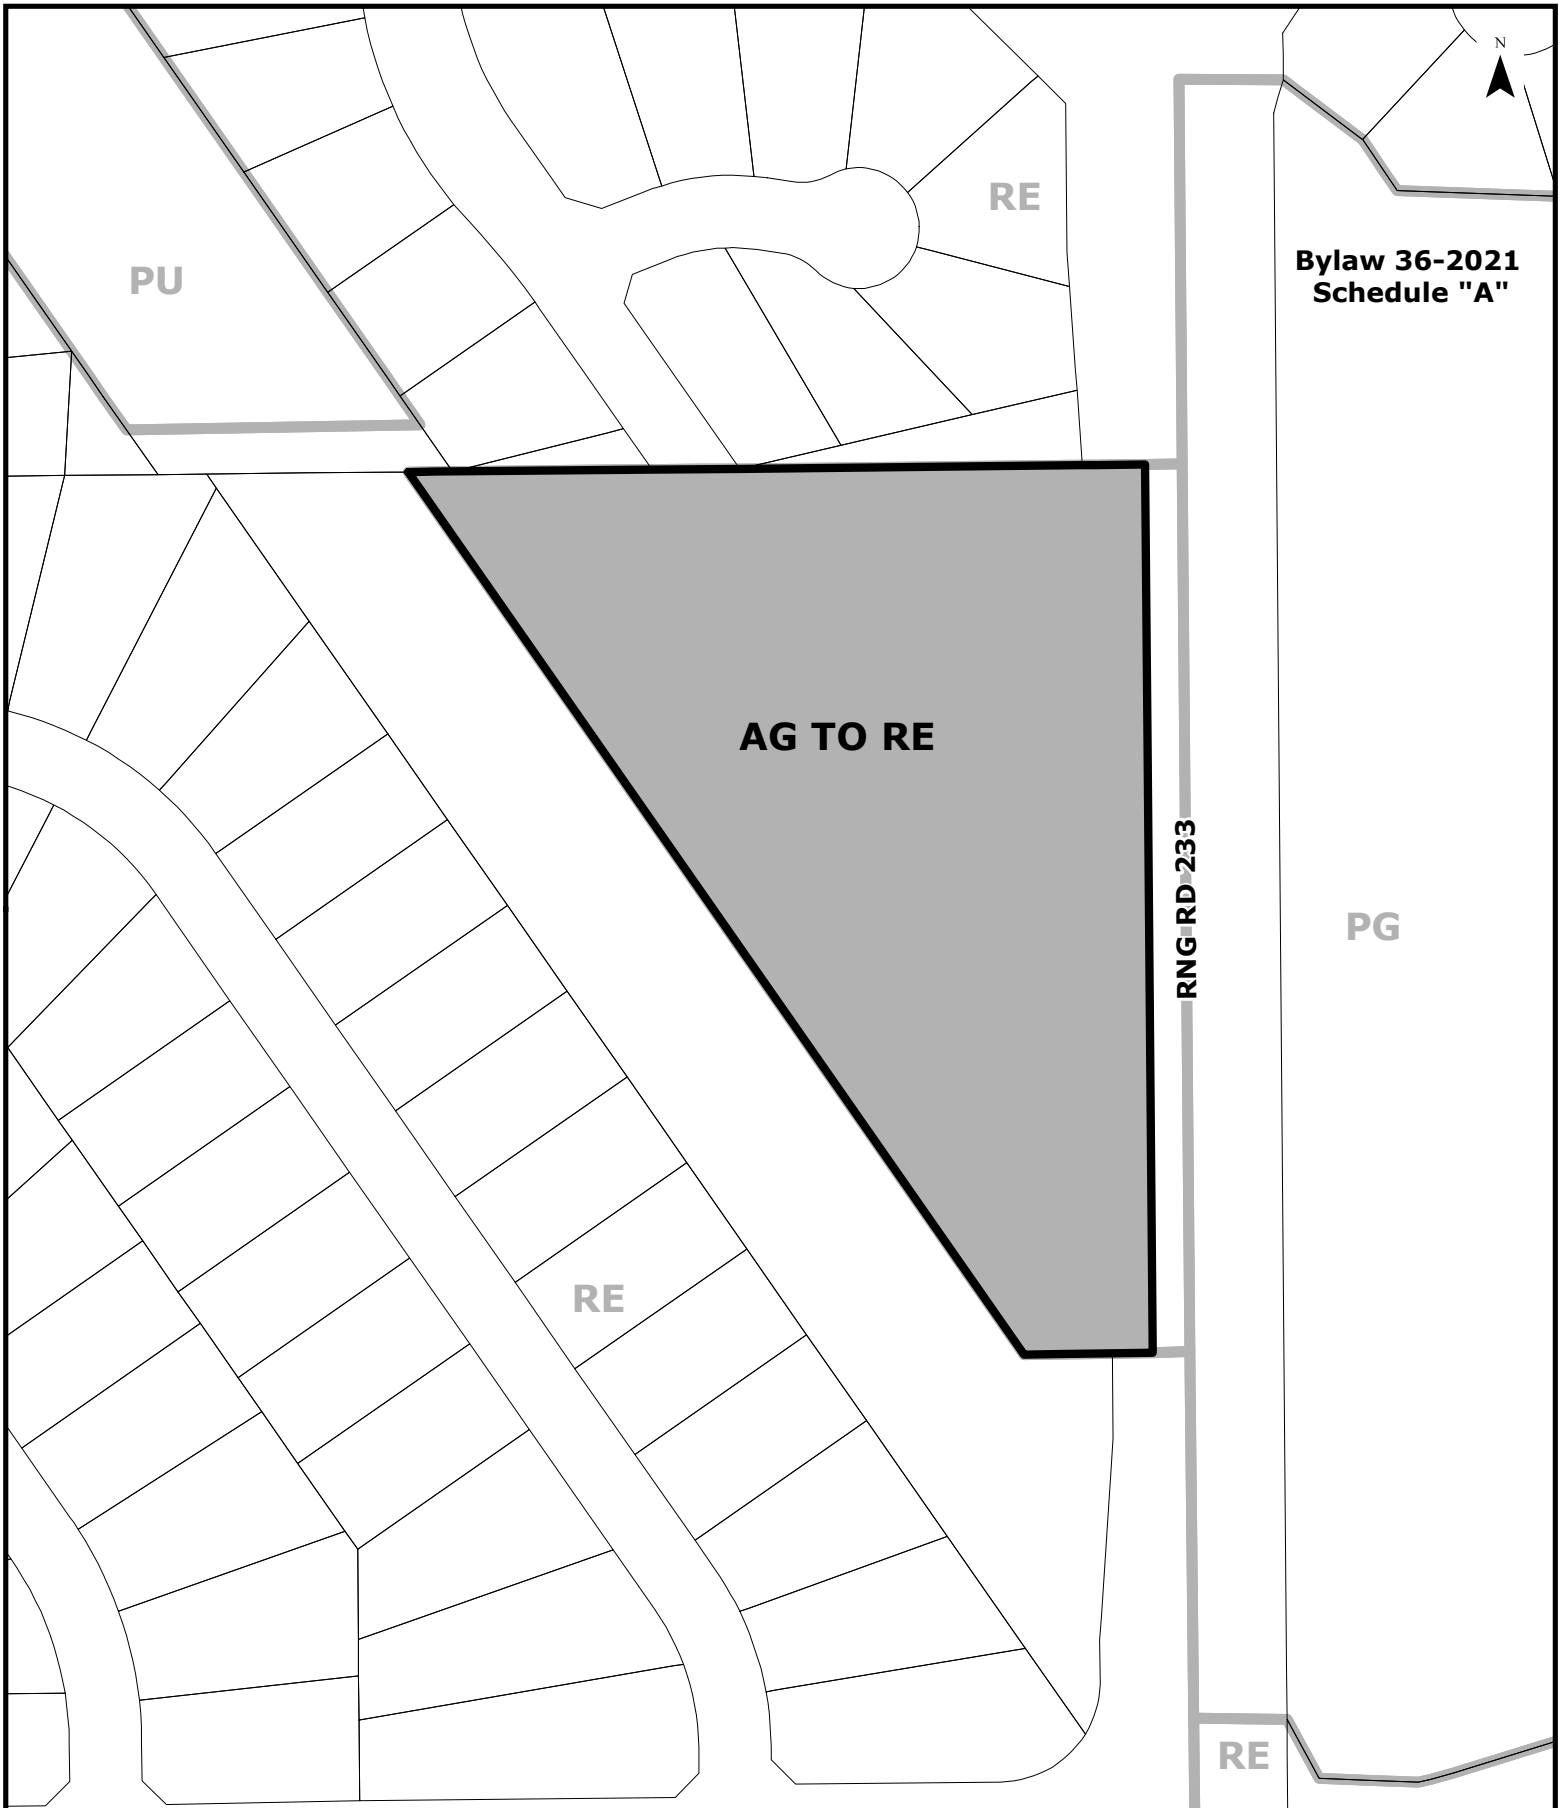 N
RE
Bylaw 36-2021
Schedule "A"
PU
AG TO RE
RNG RD 233
PG
RE
RE